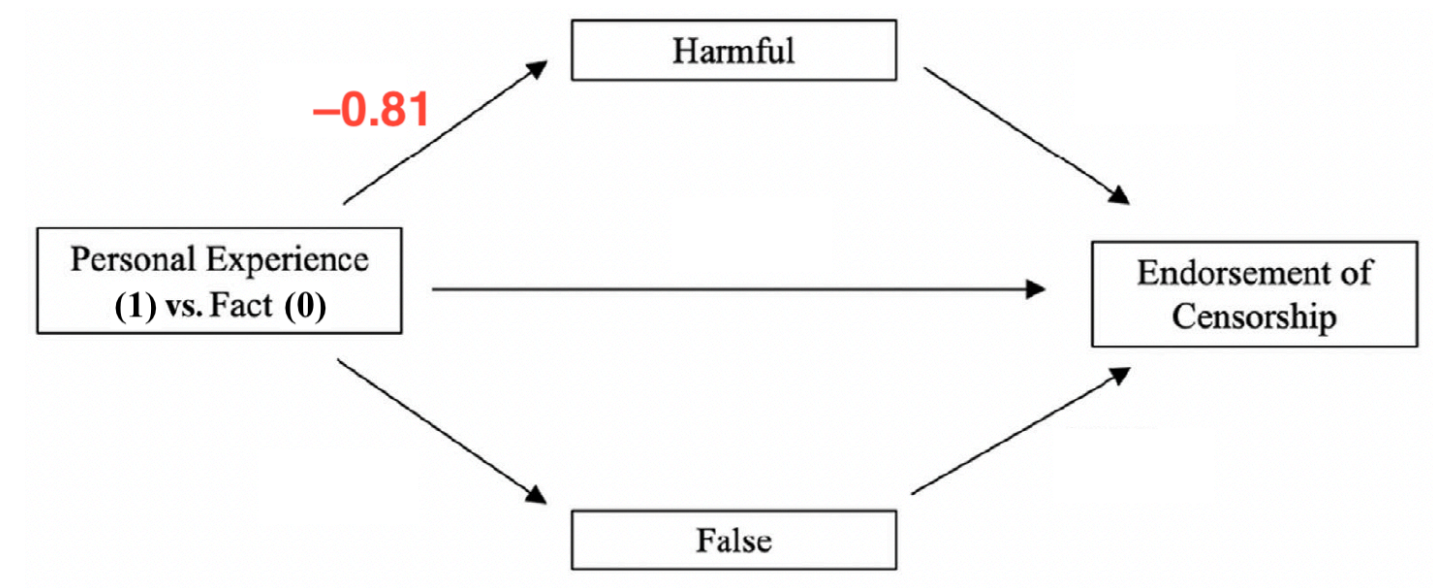 Harmful
–0.81
Personal Experience
(1) vs. Fact (0)
Endorsement of
Censorship
False